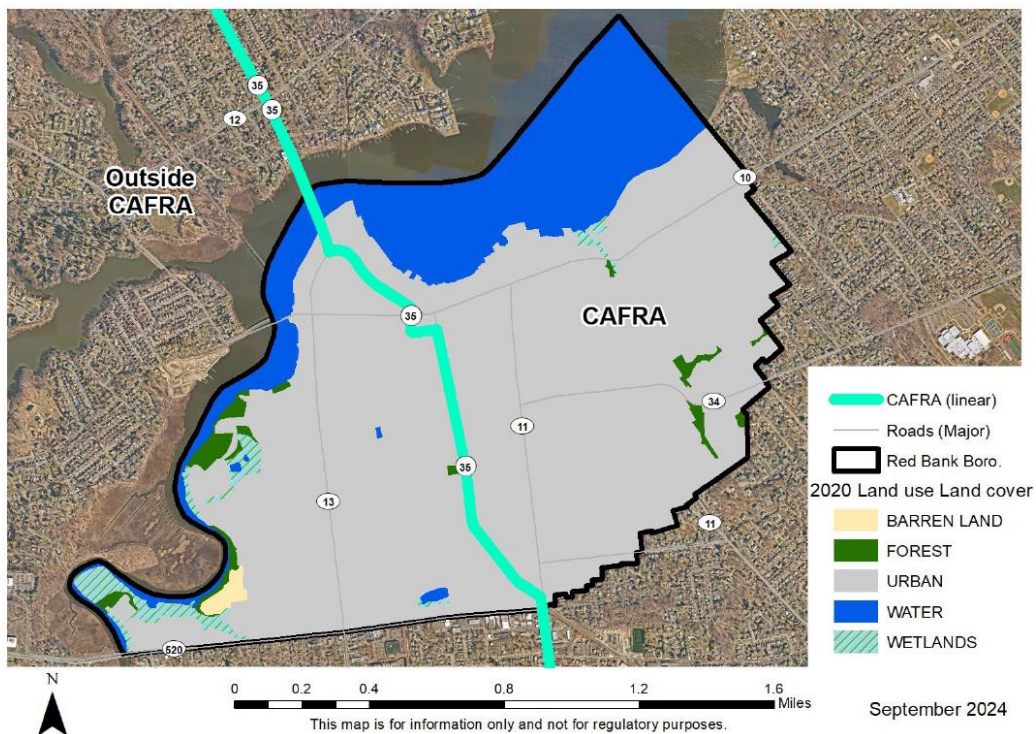 35
35
12
Outside
CAFRA
10
35
CAFRA
34
11
35
13
11
520
CAFRA (linear)
Roads (Major)
Red Bank Boro.
2020 Land use Land cover
BARREN LAND
FOREST
URBAN
WATER
WETLANDS
N
0 0.2 0.4 0.8 1.2 1.6
Miles
This map is for information only and not for regulatory purposes.
September 2024